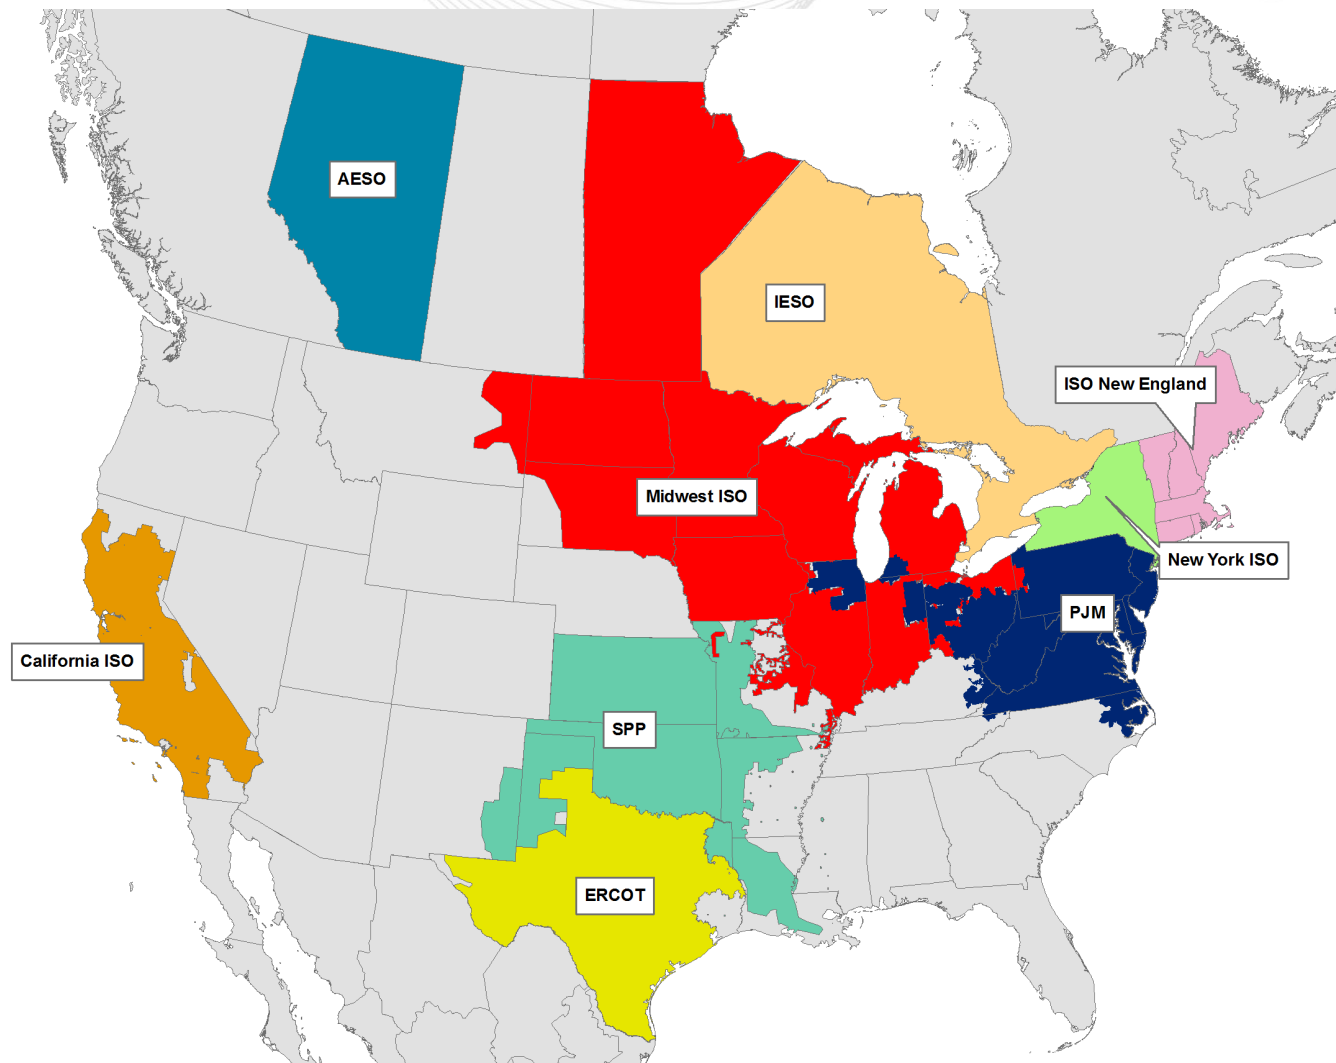 AESO
IESO
ISO New England
Midwest ISO
New York ISO
PJM
California ISO
SPP
ERCOT